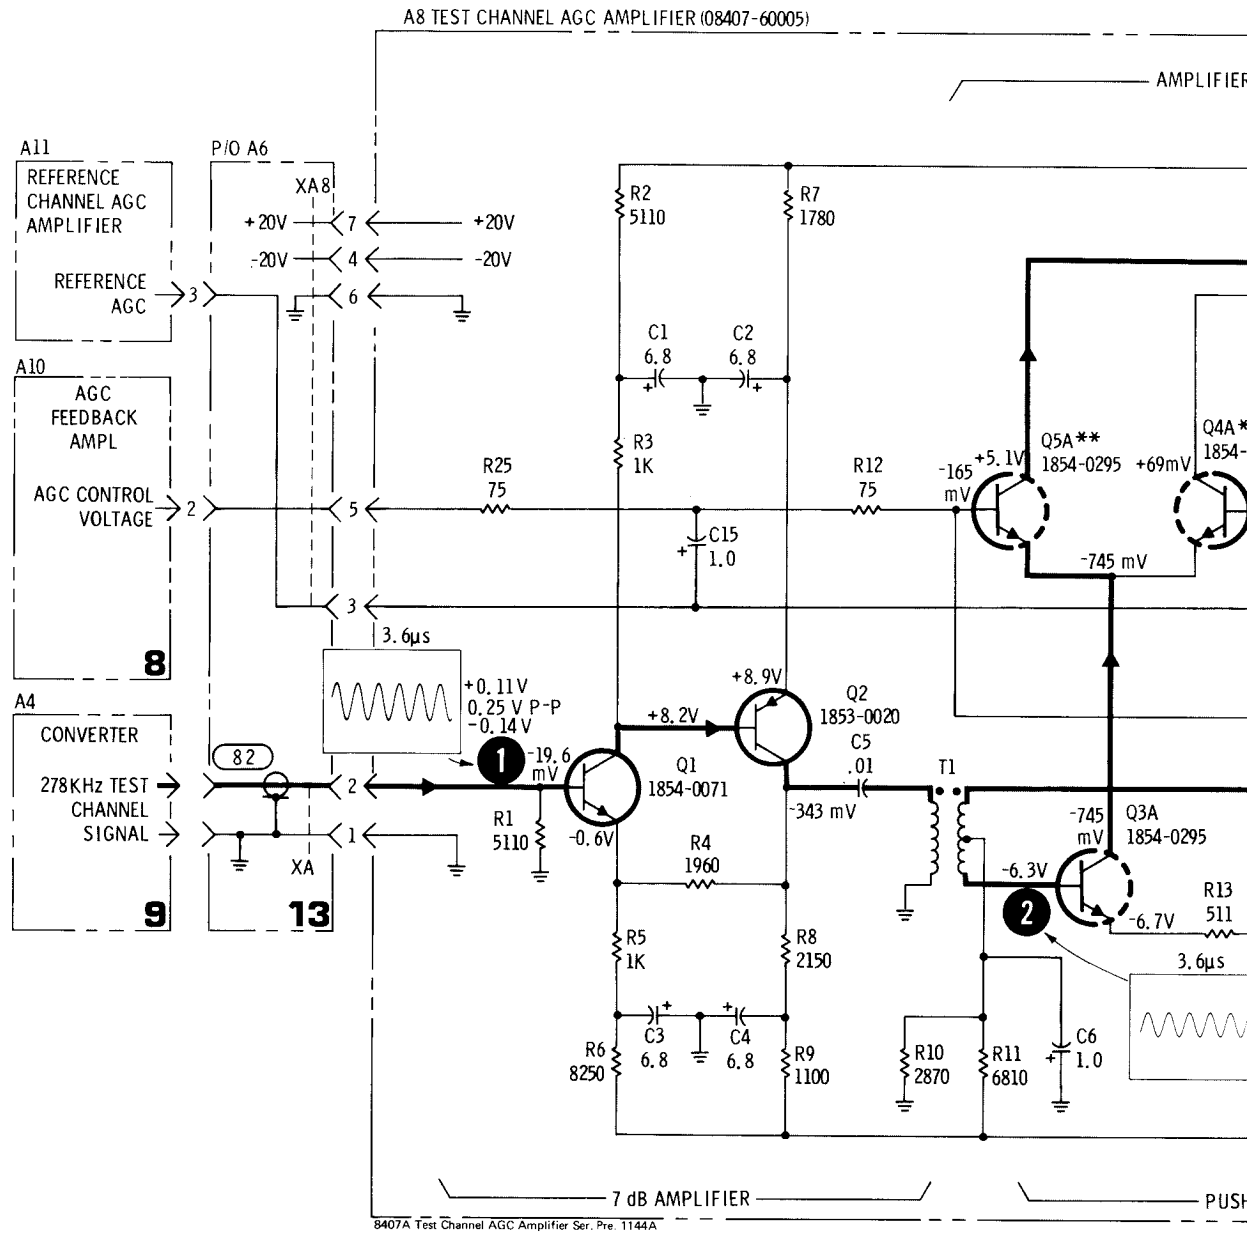 A8 TEST CHANNEL AGC AMPLIFIER (08407-60005)
AMPLIFIER
A11
REFERENCE
CHANNEL AGC
AMPLIFIER
REFERENCE
AGC
3
P/O A6
XA8
+20V
7
+20V
-20V
4
-20V
6
A10
AGC
FEEDBACK
AMPL
AGC CONTROL
VOLTAGE
2
8
5
3
R2
5110
R7
1780
C1
6.8
+
C2
6.8
+
R3
1K
R25
75
R12
75
C15
1.0
+
-165
mV
+5.1V
Q5A**
1854-0295
+69mV
Q4A*
1854-
-745 mV
3.6µs
+0.11V
0.25 V P-P
-0.14V
1
-19.6
mV
A4
CONVERTER
278KHz TEST
CHANNEL
SIGNAL
9
82
2
1
XA
13
R1
5110
Q1
1854-0071
-0.6V
+8.2V
+8.9V
Q2
1853-0020
C5
.01
-343 mV
T1
R4
1960
-745
mV
Q3A
1854-0295
-6.3V
2
-6.7V
R13
511
R5
1K
R8
2150
C3
6.8
+
C4
6.8
+
R6
8250
R9
1100
R10
2870
R11
6810
C6
1.0
+
3.6µs
7 dB AMPLIFIER
PUSH
8407A Test Channel AGC Amplifier Ser. Pre. 1144A